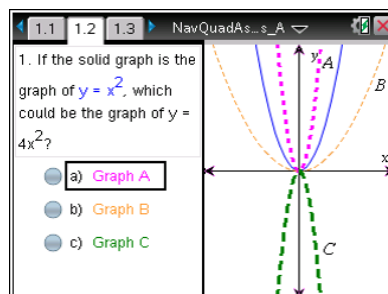 1.1 1.2 1.3 NavQuadAs…s_A
1. If the solid graph is the
graph of y = x², which
could be the graph of y =
4x²?
a) Graph A
b) Graph B
c) Graph C
y
A
B
x
C